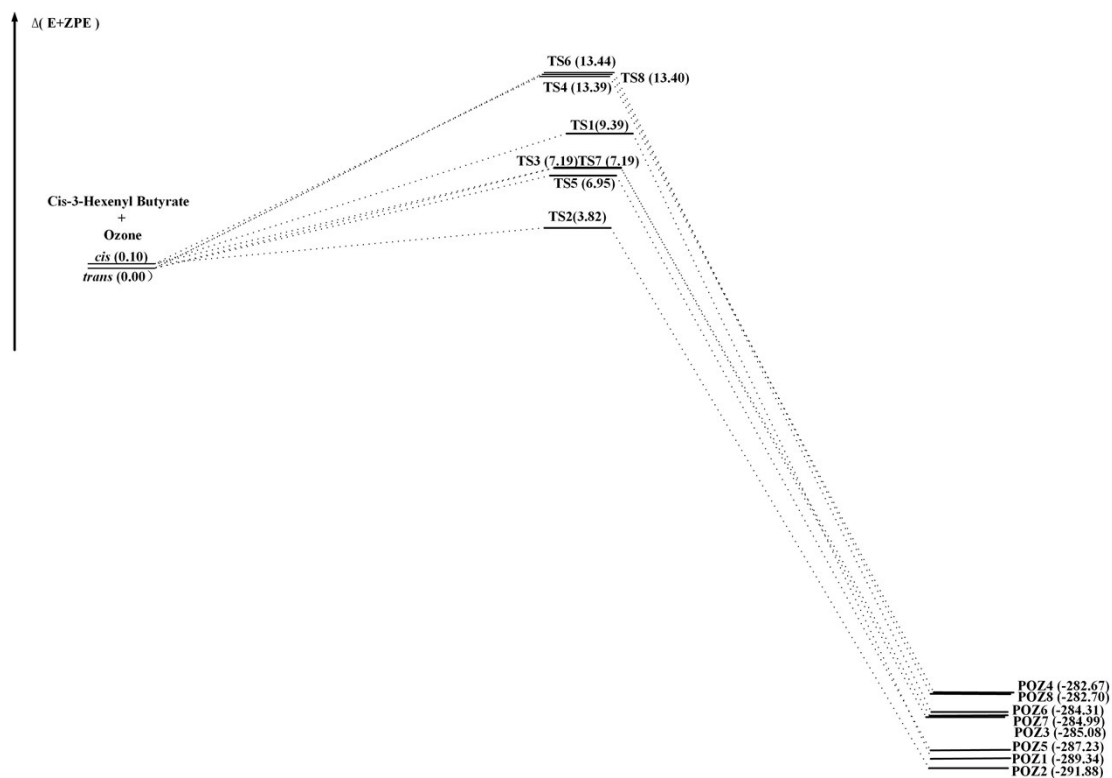 Δ( E+ZPE )
TS6 (13.44)
TS8 (13.40)
TS4 (13.39)
TS1(9.39)
TS3 (7.19)TS7 (7.19)
TS5 (6.95)
Cis-3-Hexenyl Butyrate
+
Ozone
TS2(3.82)
cis (0.10)
trans (0.00）
POZ4 (-282.67)
POZ8 (-282.70)
POZ6 (-284.31)
POZ7 (-284.99)
POZ3 (-285.08)
POZ5 (-287.23)
POZ1 (-289.34)
POZ2 (-291.88)